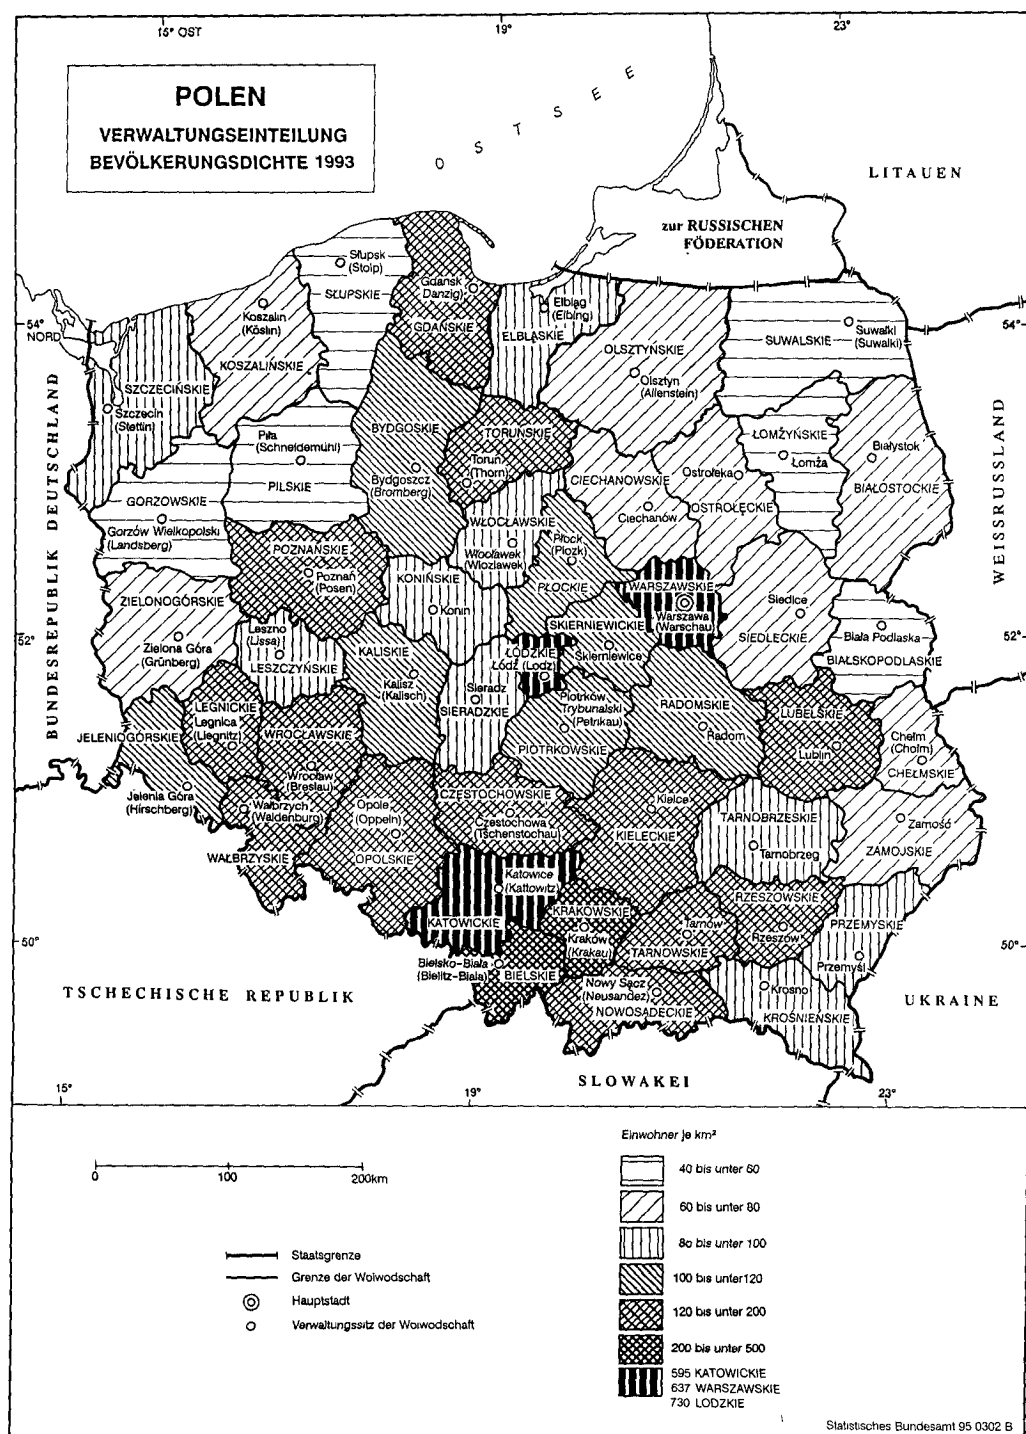 15° OST
19°
23°
POLEN
VERWALTUNGSEINTEILUNG
BEVÖLKERUNGSDICHTE 1993
OSTSEE
LITAUEN
zur RUSSISCHEN
FÖDERATION
Słupsk
(Stolp)
SŁUPSKIE
Gdańsk
Danzig)
GDAŃSKIE
Elbląg
(Elbing)
ELBLĄSKIE
Koszalin
(Köslin)
KOSZALIŃSKIE
54°
NORD
OLSZTYŃSKIE
Olsztyn
(Allenstein)
SUWALSKIE
Suwałki
(Suwalki)
54°
SZCZECIŃSKIE
Szczecin
(Stettin)
BUNDESREPUBLIK DEUTSCHLAND
WEISSRUSSLAND
Piła
(Schneidemühl)
PILSKIE
BYDGOSKIE
Bydgoszcz
(Bromberg)
TORUŃSKIE
Toruń
(Thorn)
CIECHANOWSKIE
Ciechanów
Ostrołeka
OSTROŁĘCKIE
ŁOMŻYŃSKIE
Łomża
Białystok
BIAŁOSTOCKIE
GORZOWSKIE
Gorzów Wielkopolski
(Landsberg)
POZNAŃSKIE
Poznań
(Posen)
WŁOCŁAWSKIE
Włocławek
(Wlozlawek)
Płock
(Plozk)
PŁOCKIE
KONIŃSKIE
Konin
WARSZAWSKIE
Warszawa
(Warschau)
Siedlce
SIEDLECKIE
Biała Podlaska
BIALSKOPODLASKIE
52°
ZIELONOGÓRSKIE
Zielona Góra
(Grünberg)
Leszno
(Lissa)
LESZCZYŃSKIE
KALISKIE
Kalisz
(Kalisch)
SKIERNIEWICKIE
Skierniewice
ŁÓDZKIE
Łódź (Lodz)
52°
Sieradz
SIERADZKIE
Piotrków
Trybunalski
(Petrikau)
PIOTRKOWSKIE
RADOMSKIE
Radom
LUBELSKIE
Lublin
Chełm
(Cholm)
CHEŁMSKIE
LEGNICKIE
Legnica
(Liegnitz)
JELENIOGÓRSKIE
Jelenia Góra
(Hirschberg)
WROCŁAWSKIE
Wrocław
(Breslau)
Wałbrzych
(Waldenburg)
WAŁBRZYSKIE
Opole
(Oppeln)
OPOLSKIE
CZĘSTOCHOWSKIE
Częstochowa
(Tschenstochau)
Kielce
KIELECKIE
TARNOBRZESKIE
Tarnobrzeg
Zamość
ZAMOJSKIE
Katowice
(Kattowitz)
KATOWICKIE
KRAKOWSKIE
Kraków
(Krakau)
Tarnów
TARNOWSKIE
RZESZOWSKIE
Rzeszów
PRZEMYSKIE
Przemyśl
50°
50°
Bielsko-Biała
(Bielitz-Biala)
BIELSKIE
Nowy Sącz
(Neusandez)
NOWOSĄDECKIE
Krosno
KROŚNIEŃSKIE
TSCHECHISCHE REPUBLIK
UKRAINE
SLOWAKEI
15°
19°
23°
0
100
200km
Staatsgrenze
Grenze der Woiwodschaft
Hauptstadt
Verwaltungssitz der Woiwodschaft
Einwohner je km²
40 bis unter 60
60 bis unter 80
80 bis unter 100
100 bis unter 120
120 bis unter 200
200 bis unter 500
595 KATOWICKIE
637 WARSZAWSKIE
730 LODZKIE
Statistisches Bundesamt 95 0302 B